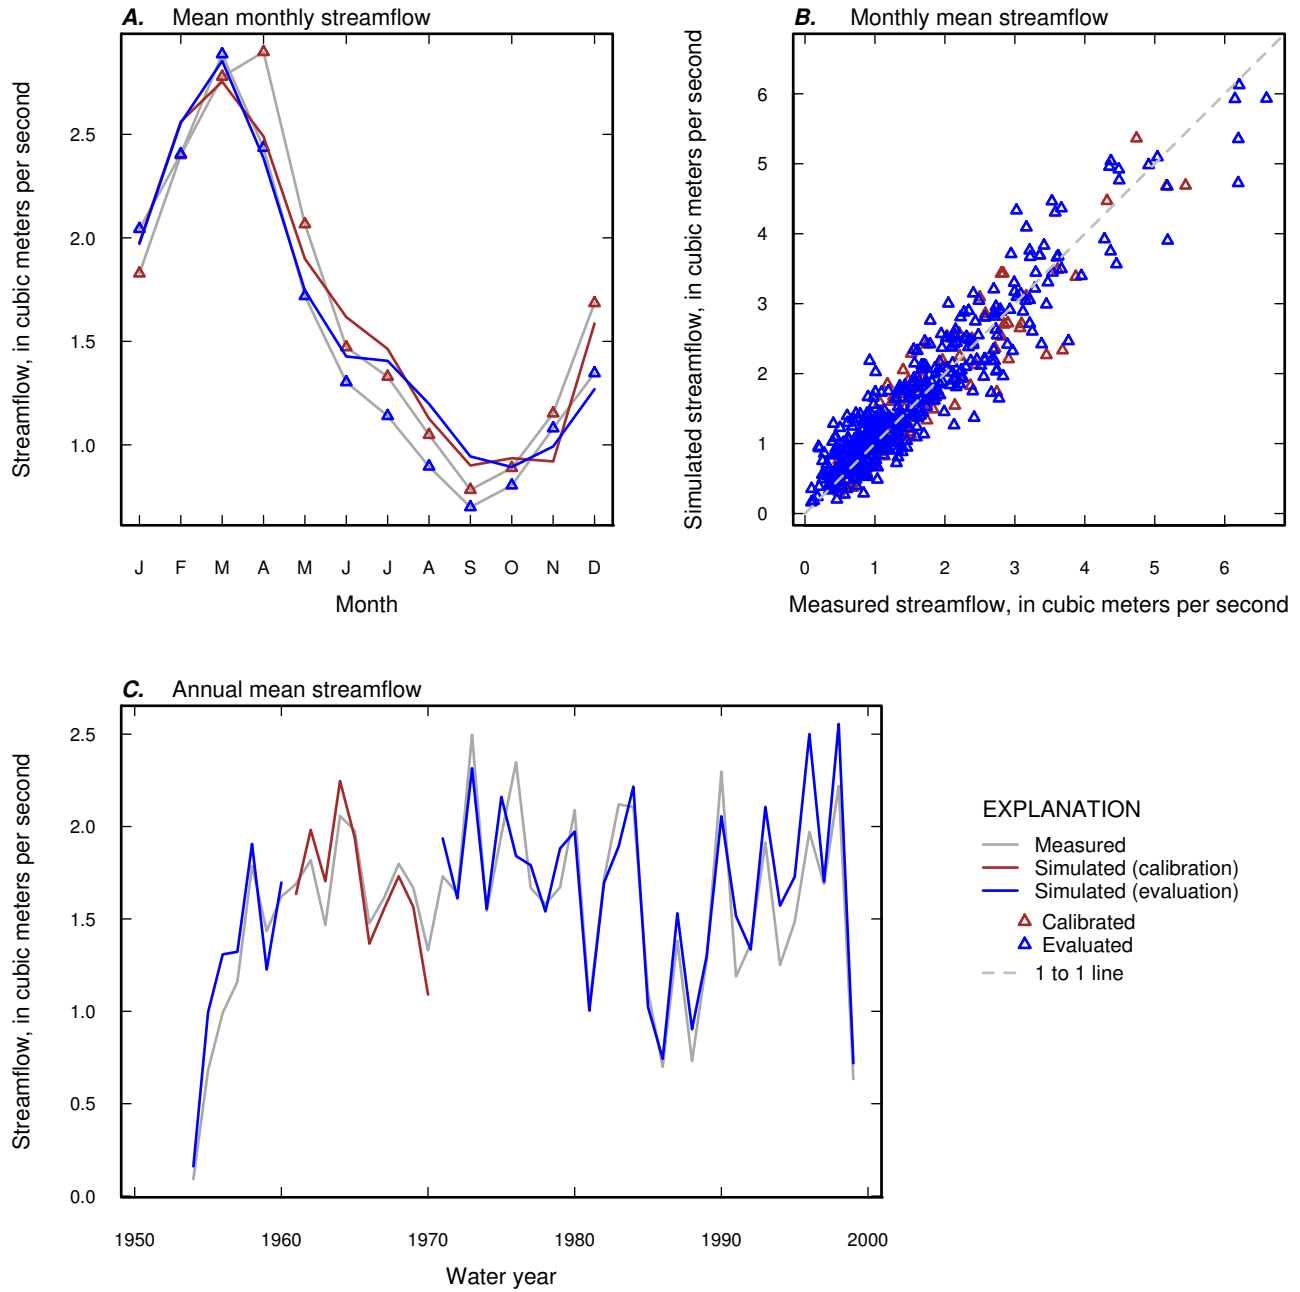 A. Mean monthly streamflow
Streamflow, in cubic meters per second
2.5
2.0
1.5
1.0
J F M A M J J A S O N D
Month
B. Monthly mean streamflow
Simulated streamflow, in cubic meters per second
6
5
4
3
2
1
0
0 1 2 3 4 5 6
Measured streamflow, in cubic meters per second
C. Annual mean streamflow
Streamflow, in cubic meters per second
2.5
2.0
1.5
1.0
0.5
0.0
1950 1960 1970 1980 1990 2000
Water year
EXPLANATION
Measured
Simulated (calibration)
Simulated (evaluation)
Calibrated
Evaluated
1 to 1 line